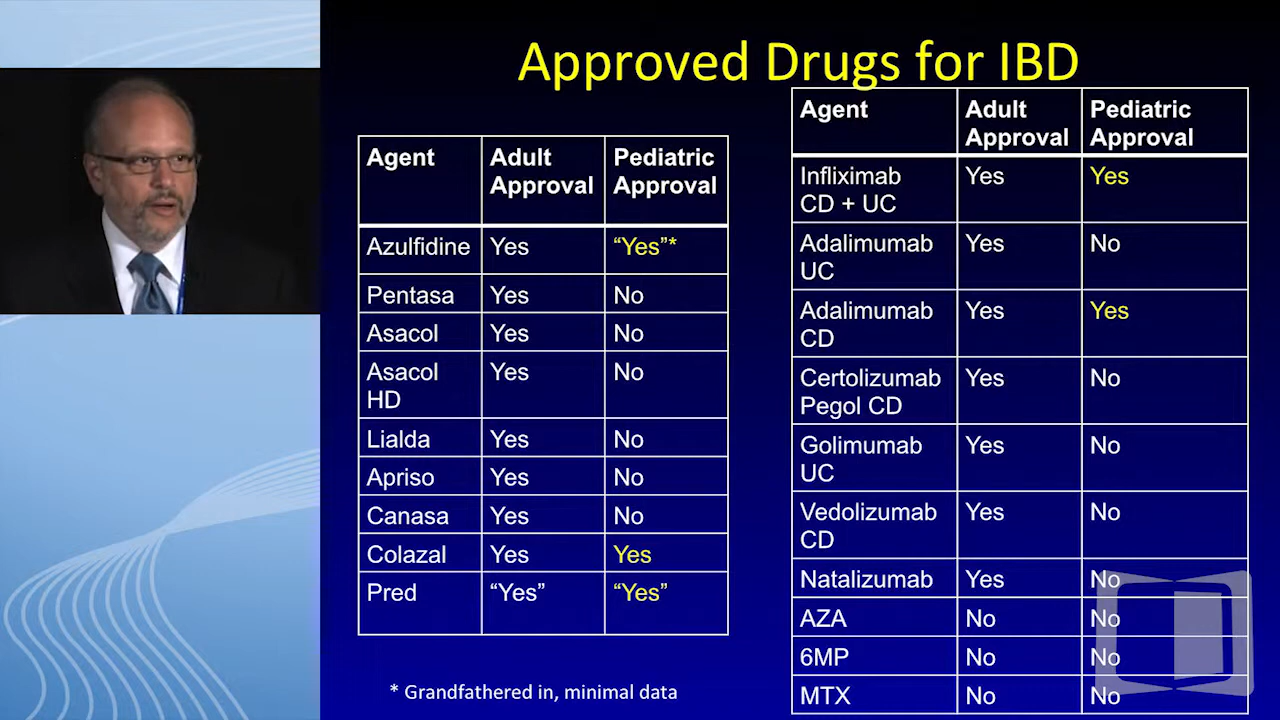 Approved Drugs for IBD
Agent Adult Approval Pediatric Approval
Azulfidine Yes “Yes”*
Pentasa Yes No
Asacol Yes No
Asacol HD Yes No
Lialda Yes No
Apriso Yes No
Canasa Yes No
Colazal Yes Yes
Pred “Yes” “Yes”
* Grandfathered in, minimal data
Agent Adult Approval Pediatric Approval
Infliximab CD + UC Yes Yes
Adalimumab UC Yes No
Adalimumab CD Yes Yes
Certolizumab Pegol CD Yes No
Golimumab UC Yes No
Vedolizumab CD Yes No
Natalizumab Yes No
AZA No No
6MP No No
MTX No No